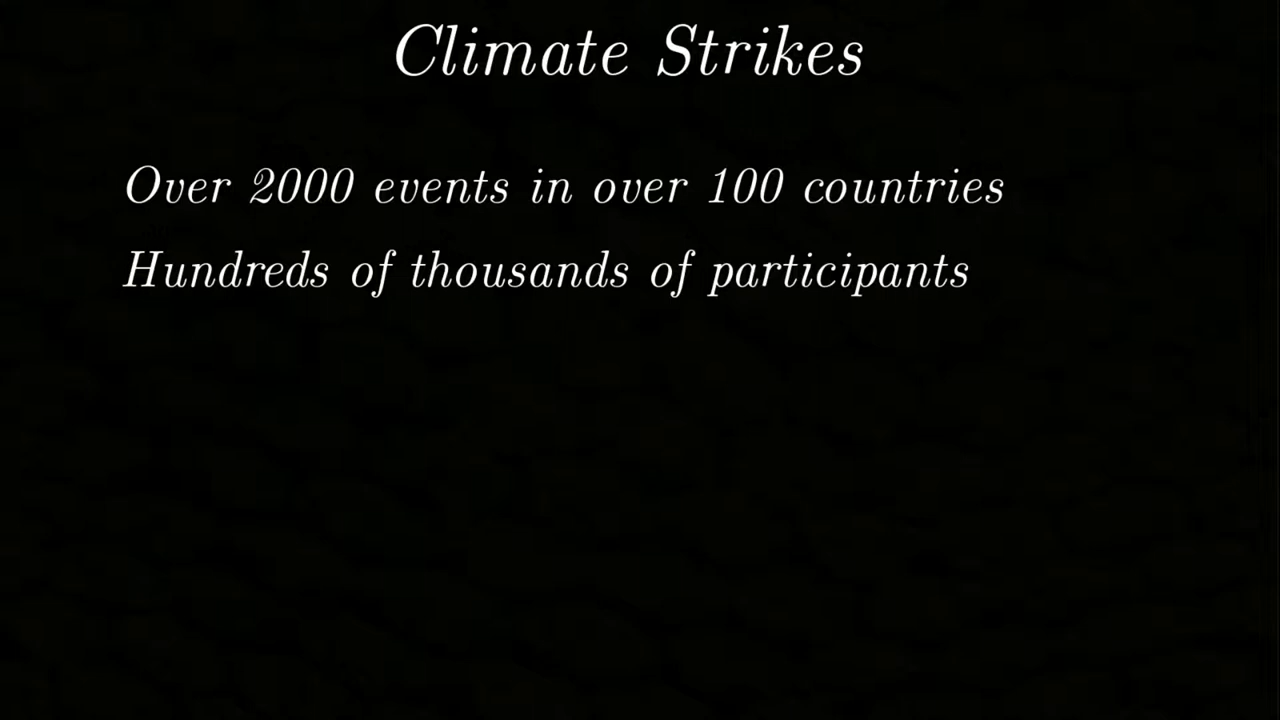 Climate Strikes
Over 2000 events in over 100 countries
Hundreds of thousands of participants